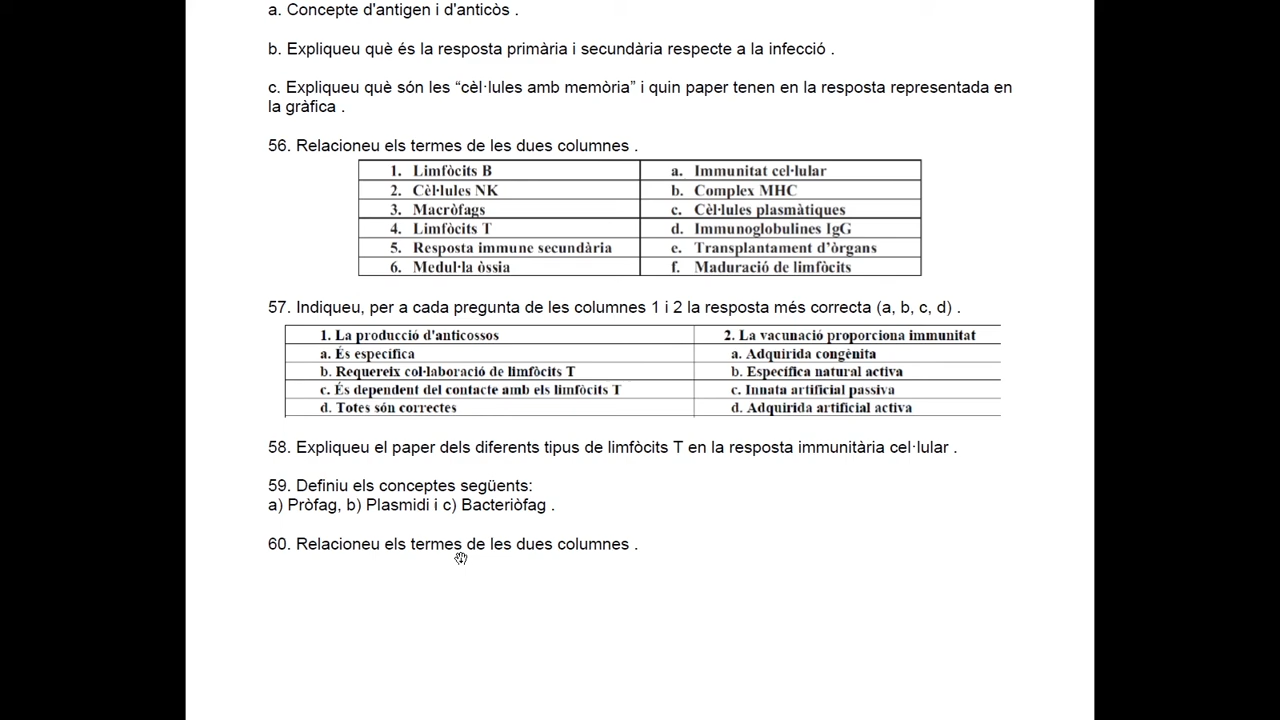 a. Concepte d'antigen i d'anticòs .
b. Expliqueu què és la resposta primària i secundària respecte a la infecció .
c. Expliqueu què són les “cèl·lules amb memòria” i quin paper tenen en la resposta representada en
la gràfica .
56. Relacioneu els termes de les dues columnes .
1. Limfòcits B a. Immunitat cel·lular
2. Cèl·lules NK b. Complex MHC
3. Macròfags c. Cèl·lules plasmàtiques
4. Limfòcits T d. Immunoglobulines IgG
5. Resposta immune secundària e. Transplantament d’òrgans
6. Medul·la òssia f. Maduració de limfòcits
57. Indiqueu, per a cada pregunta de les columnes 1 i 2 la resposta més correcta (a, b, c, d) .
1. La producció d'anticossos 2. La vacunació proporciona immunitat
a. És específica a. Adquirida congènita
b. Requereix col·laboració de limfòcits T b. Específica natural activa
c. És dependent del contacte amb els limfòcits T c. Innata artificial passiva
d. Totes són correctes d. Adquirida artificial activa
58. Expliqueu el paper dels diferents tipus de limfòcits T en la resposta immunitària cel·lular .
59. Definiu els conceptes següents:
a) Pròfag, b) Plasmidi i c) Bacteriòfag .
60. Relacioneu els termes de les dues columnes .